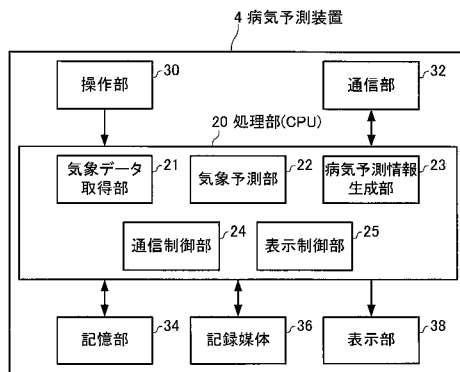 4 病気予測装置
操作部
30
通信部
32
20 処理部(CPU)
気象データ
取得部
21
気象予測部
22
病気予測情報
生成部
23
通信制御部
24
表示制御部
25
記憶部
34
記録媒体
36
表示部
38